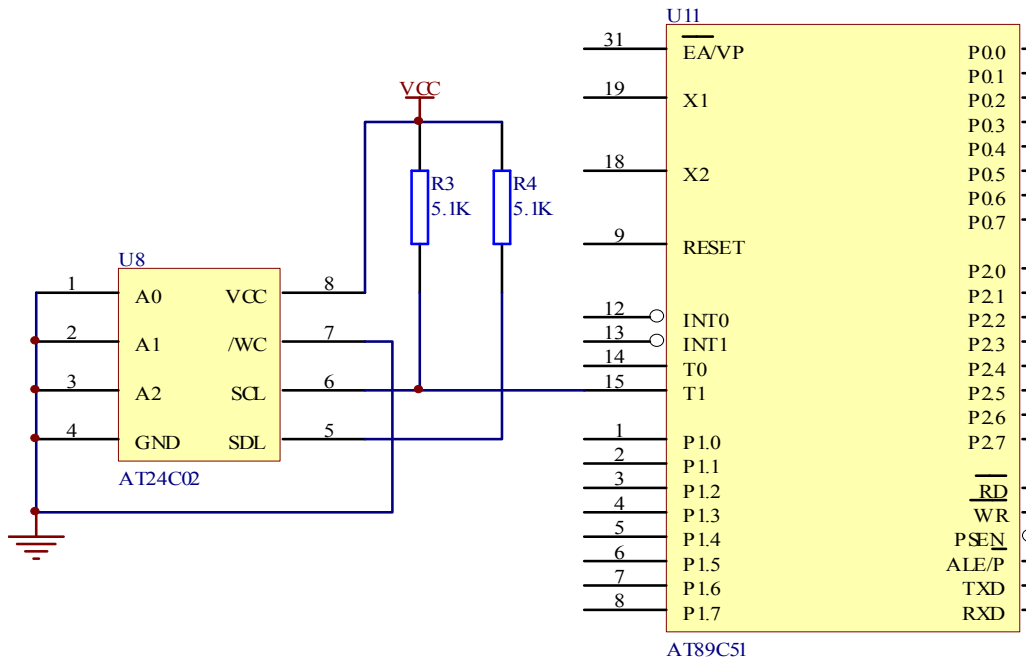 VCC
R3
5.1K
R4
5.1K
U8
1 A0 VCC 8
2 A1 /WC 7
3 A2 SCL 6
4 GND SDL 5
AT24C02
U11
31 EA/VP P0.0
P0.1
19 X1 P0.2
P0.3
P0.4
18 X2 P0.5
P0.6
P0.7
9 RESET
P2.0
P2.1
12 INT0 P2.2
13 INT1 P2.3
14 T0 P2.4
15 T1 P2.5
P2.6
1 P1.0 P2.7
2 P1.1
3 P1.2 RD
4 P1.3 WR
5 P1.4 PSEN
6 P1.5 ALE/P
7 P1.6 TXD
8 P1.7 RXD
AT89C51